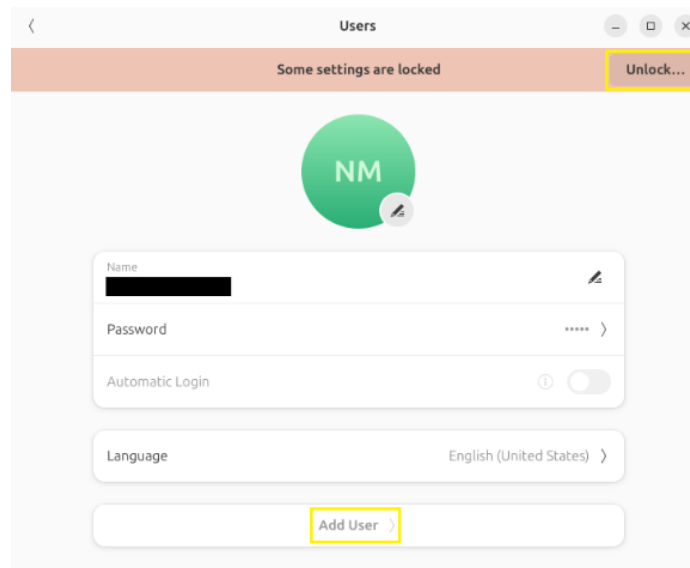 Users
Some settings are locked Unlock...
NM
Name
Password •••••
Automatic Login
Language English (United States)
Add User